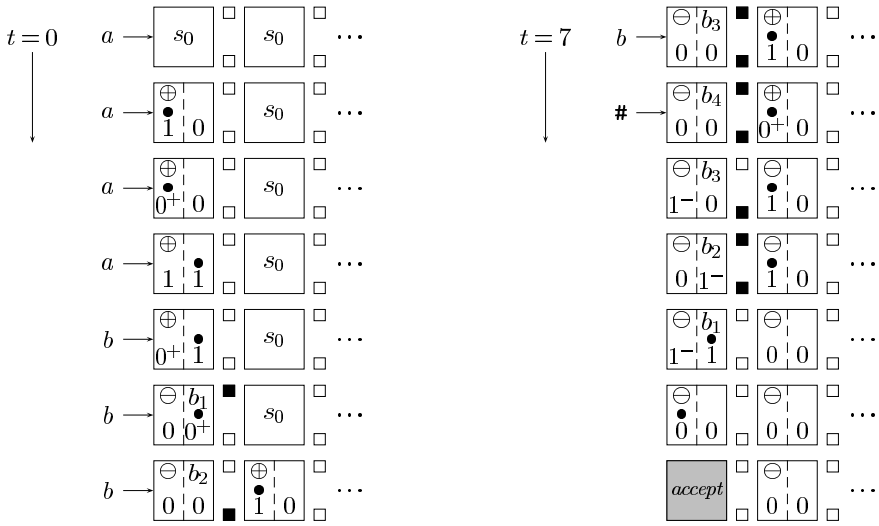 t = 0 a s₀ s₀ ···
a ⊕ 1 0 s₀ ···
a ⊕ 0⁺ 0 s₀ ···
a ⊕ 1 1 s₀ ···
b ⊕ 0⁺ 1 s₀ ···
b ⊖ b₁ 0 0⁺ s₀ ···
b ⊖ b₂ 0 0 ⊕ 1 0 ···
t = 7 b ⊖ b₃ 0 0 ⊕ 1 0 ···
# ⊖ b₄ 0 0 ⊕ 0⁺ 0 ···
⊖ b₃ 1⁻ 0 ⊖ 1 0 ···
⊖ b₂ 0 1⁻ ⊖ 1 0 ···
⊖ b₁ 1⁻ 1 ⊖ 0 0 ···
⊖ 0 0 ⊖ 0 0 ···
accept ⊖ 0 0 ···